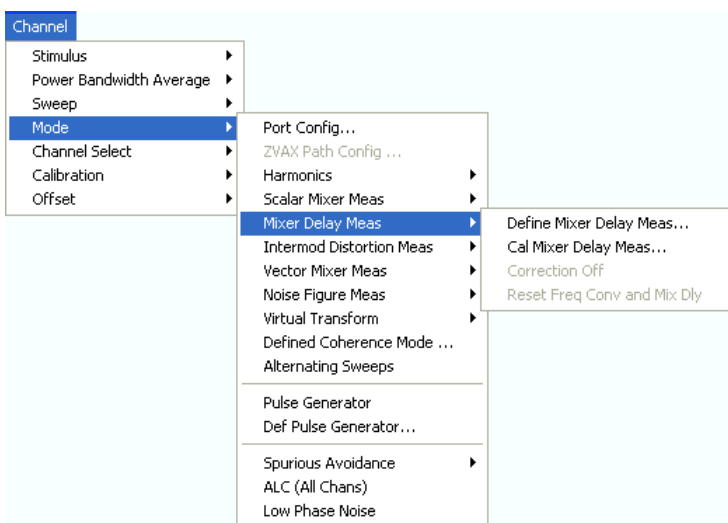 Channel
Stimulus
Power Bandwidth Average
Sweep
Mode
Channel Select
Calibration
Offset
Port Config...
ZVAX Path Config ...
Harmonics
Scalar Mixer Meas
Mixer Delay Meas
Intermod Distortion Meas
Vector Mixer Meas
Noise Figure Meas
Virtual Transform
Defined Coherence Mode ...
Alternating Sweeps
Pulse Generator
Def Pulse Generator...
Spurious Avoidance
ALC (All Chans)
Low Phase Noise
Define Mixer Delay Meas...
Cal Mixer Delay Meas...
Correction Off
Reset Freq Conv and Mix Dly